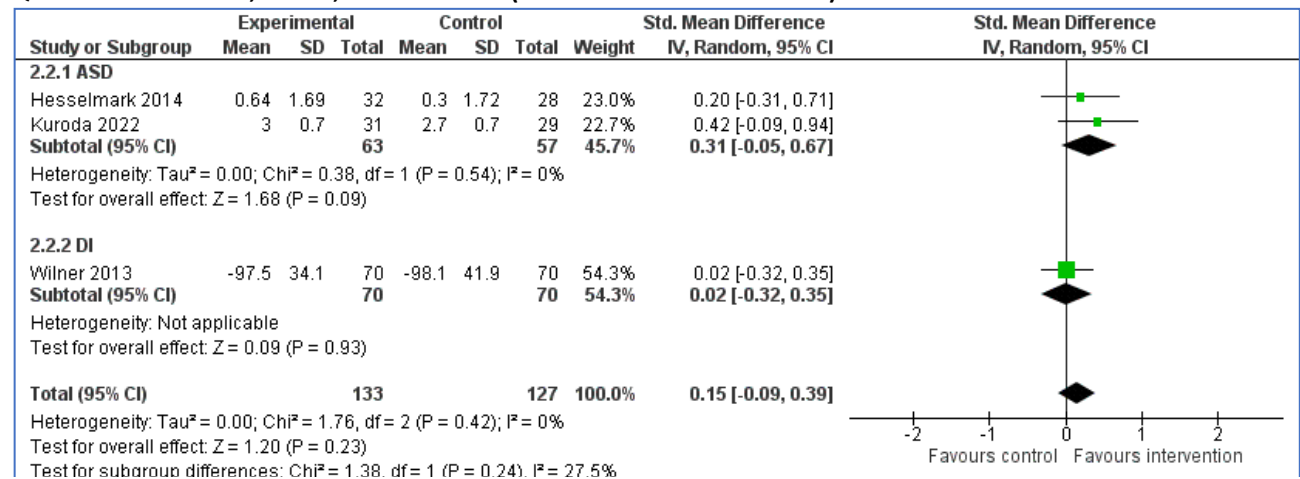 Experimental Control Std. Mean Difference Std. Mean Difference
Study or Subgroup Mean SD Total Mean SD Total Weight IV, Random, 95% CI IV, Random, 95% CI
2.2.1 ASD
Hesselmark 2014 0.64 1.69 32 0.3 1.72 28 23.0% 0.20 [-0.31, 0.71]
Kuroda 2022 3 0.7 31 2.7 0.7 29 22.7% 0.42 [-0.09, 0.94]
Subtotal (95% CI) 63 57 45.7% 0.31 [-0.05, 0.67]
Heterogeneity: Tau² = 0.00; Chi² = 0.38, df = 1 (P = 0.54); I² = 0%
Test for overall effect: Z = 1.68 (P = 0.09)
2.2.2 DI
Wilner 2013 -97.5 34.1 70 -98.1 41.9 70 54.3% 0.02 [-0.32, 0.35]
Subtotal (95% CI) 70 70 54.3% 0.02 [-0.32, 0.35]
Heterogeneity: Not applicable
Test for overall effect: Z = 0.09 (P = 0.93)
Total (95% CI) 133 127 100.0% 0.15 [-0.09, 0.39]
Heterogeneity: Tau² = 0.00; Chi² = 1.76, df = 2 (P = 0.42); I² = 0%
Test for overall effect: Z = 1.20 (P = 0.23)
Test for subgroup differences: Chi² = 1.38, df = 1 (P = 0.24), I² = 27.5%
-2 -1 0 1 2
Favours control Favours intervention